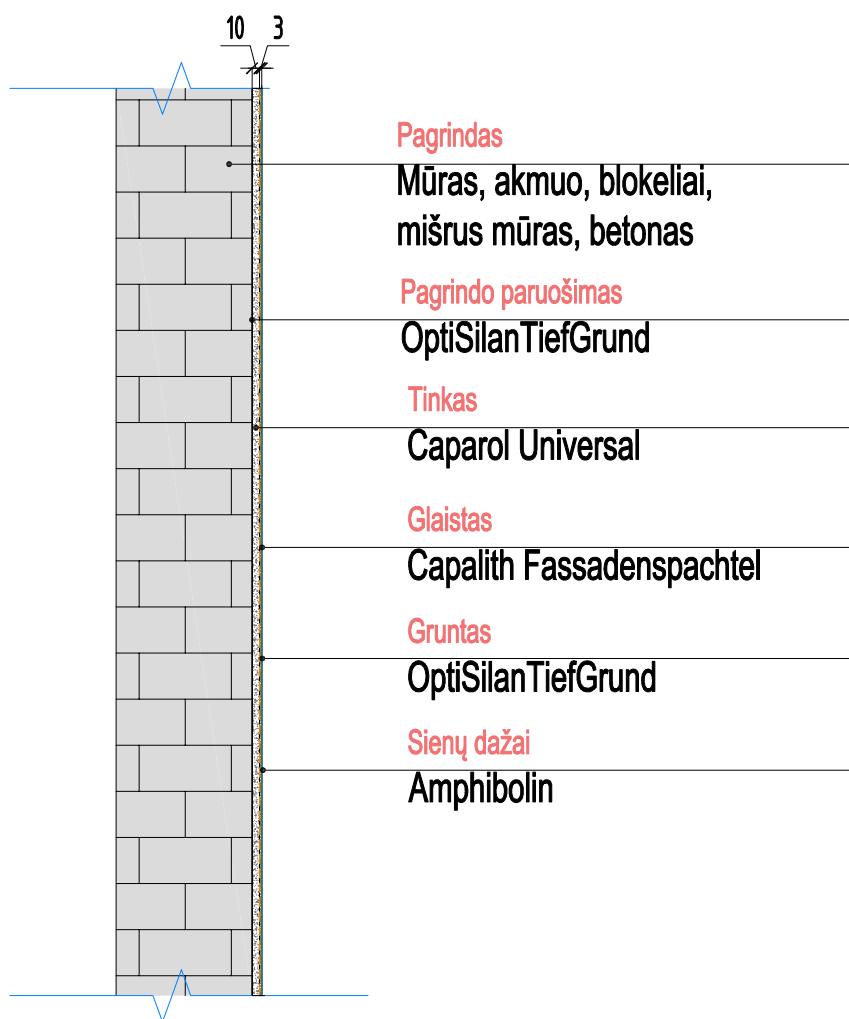 10 3
Pagrindas
Mūras, akmuo, blokeliai,
mišrus mūras, betonas
Pagrindo paruošimas
OptiSilanTiefGrund
Tinkas
Caparol Universal
Glaistas
Capalith Fassadenspachtel
Gruntas
OptiSilanTiefGrund
Sienų dažai
Amphibolin